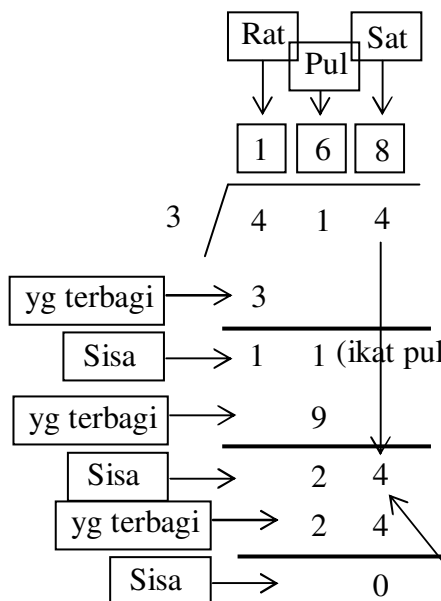 Rat Pul Sat
1 6 8
3 4 1 4
yg terbagi 3
Sisa 1 1 (ikat pul
yg terbagi 9
Sisa 2 4
yg terbagi 2 4
Sisa 0